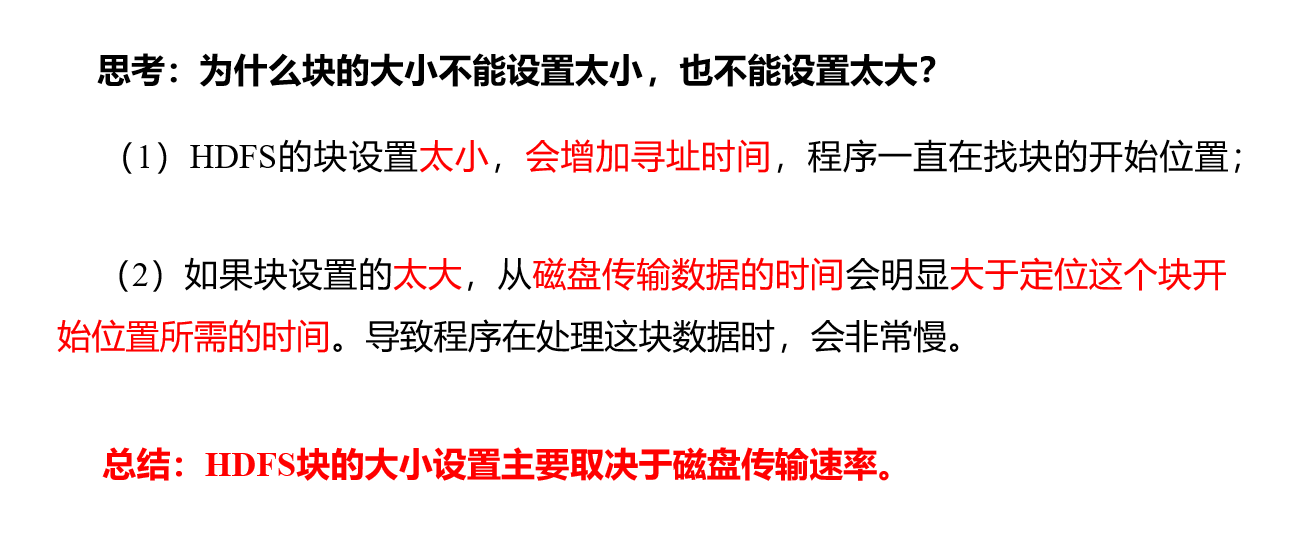 思考：为什么块的大小不能设置太小，也不能设置太大？
（1）HDFS的块设置太小，会增加寻址时间，程序一直在找块的开始位置；
（2）如果块设置的太大，从磁盘传输数据的时间会明显大于定位这个块开
始位置所需的时间。导致程序在处理这块数据时，会非常慢。
总结：HDFS块的大小设置主要取决于磁盘传输速率。